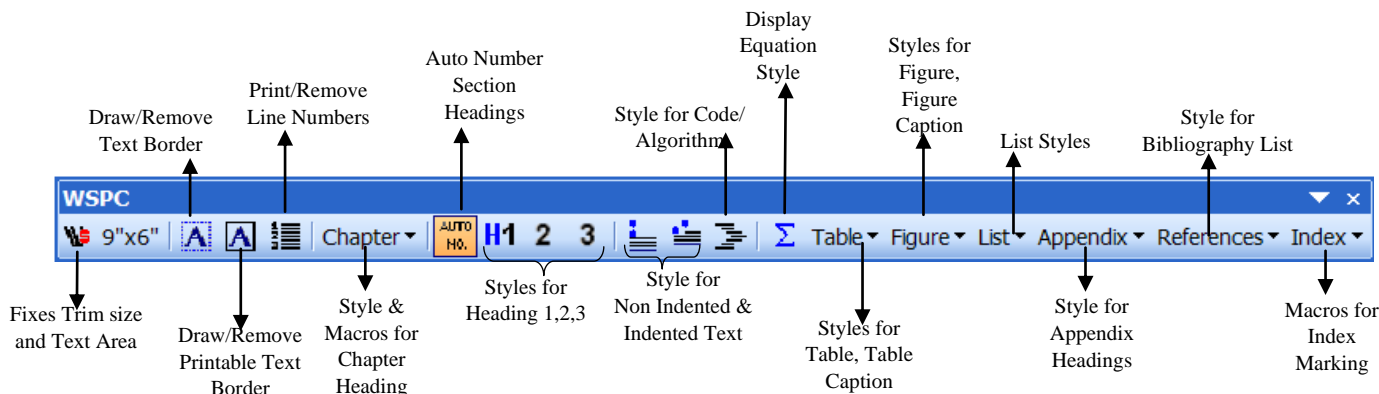 Display
Equation
Style
Styles for
Figure,
Figure
Caption
Auto Number
Section
Headings
Print/Remove
Line Numbers
Draw/Remove
Text Border
Style for Code/
Algorithm
List Styles
Style for
Bibliography List
WSPC
9"x6" A A Chapter AUTO NO. H1 2 3 Σ Table Figure List Appendix References Index
Fixes Trim size
and Text Area
Draw/Remove
Printable Text
Border
Style &
Macros for
Chapter
Heading
Styles for
Heading 1,2,3
Style for
Non Indented &
Indented Text
Styles for
Table, Table
Caption
Style for
Appendix
Headings
Macros for
Index
Marking